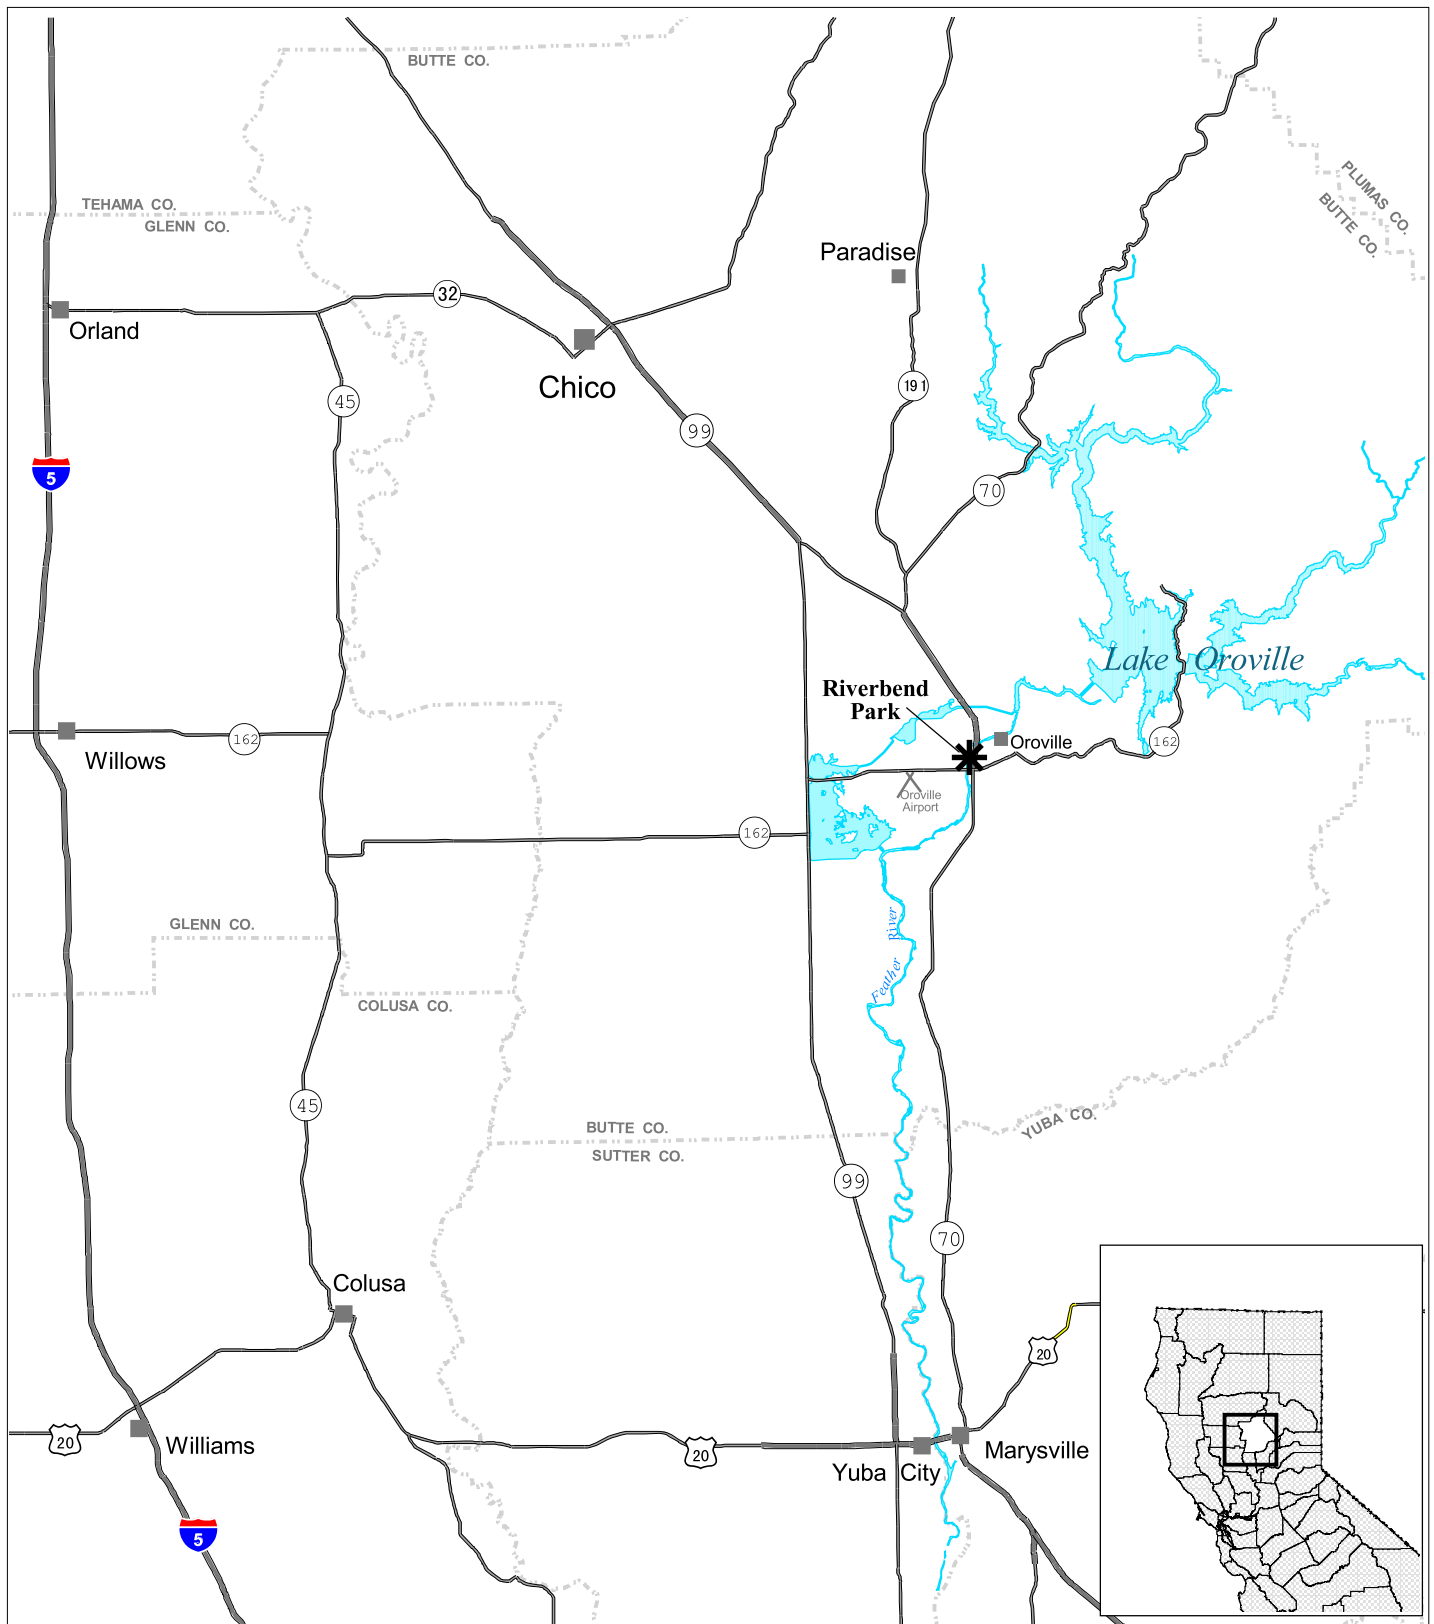 BUTTE CO.
PLUMAS CO.
BUTTE CO.
TEHAMA CO.
GLENN CO.
Paradise
32
Orland
Chico
191
45
99
5
70
Lake Oroville
Riverbend
Park
162
Willows
Oroville
162
Oroville
Airport
162
River
Feather
GLENN CO.
COLUSA CO.
45
BUTTE CO.
YUBA CO.
SUTTER CO.
99
70
Colusa
20
20
Williams
20
Marysville
Yuba City
5